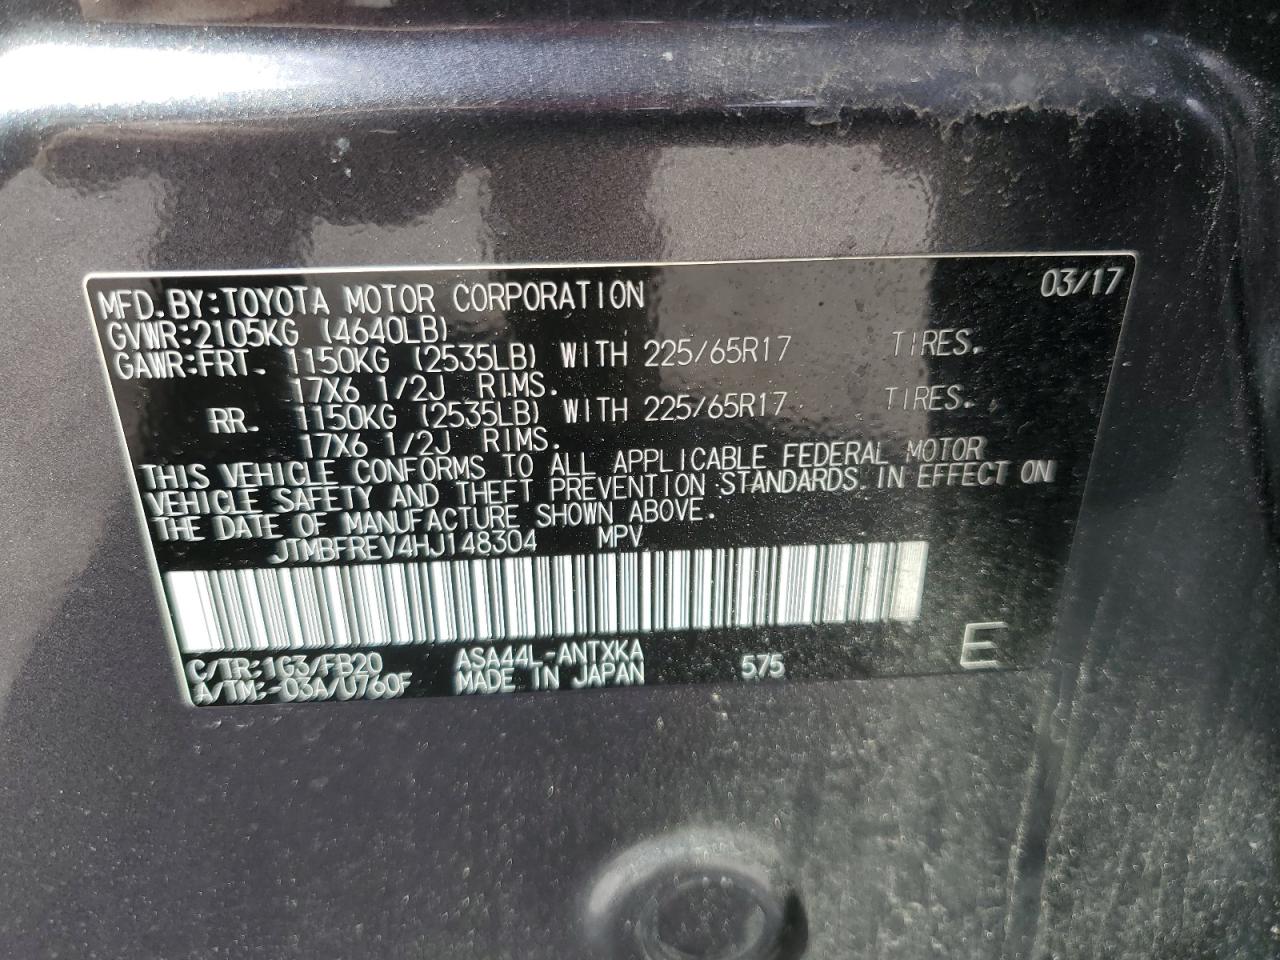 MFD.BY:TOYOTA MOTOR CORPORATION 03/17
GVWR:2105KG (4640LB)
GAWR:FRT. 1150KG (2535LB) WITH 225/65R17 TIRES.
17X6 1/2J RIMS.
RR. 1150KG (2535LB) WITH 225/65R17 TIRES.
17X6 1/2J RIMS.
THIS VEHICLE CONFORMS TO ALL APPLICABLE FEDERAL MOTOR
VEHICLE SAFETY AND THEFT PREVENTION STANDARDS IN EFFECT ON
THE DATE OF MANUFACTURE SHOWN ABOVE.
JTMBFREV4HJ148304 MPV
C/TR:1G3/FB20 ASA44L-ANTXKA 575 E
A/TM:-03A/U760F MADE IN JAPAN